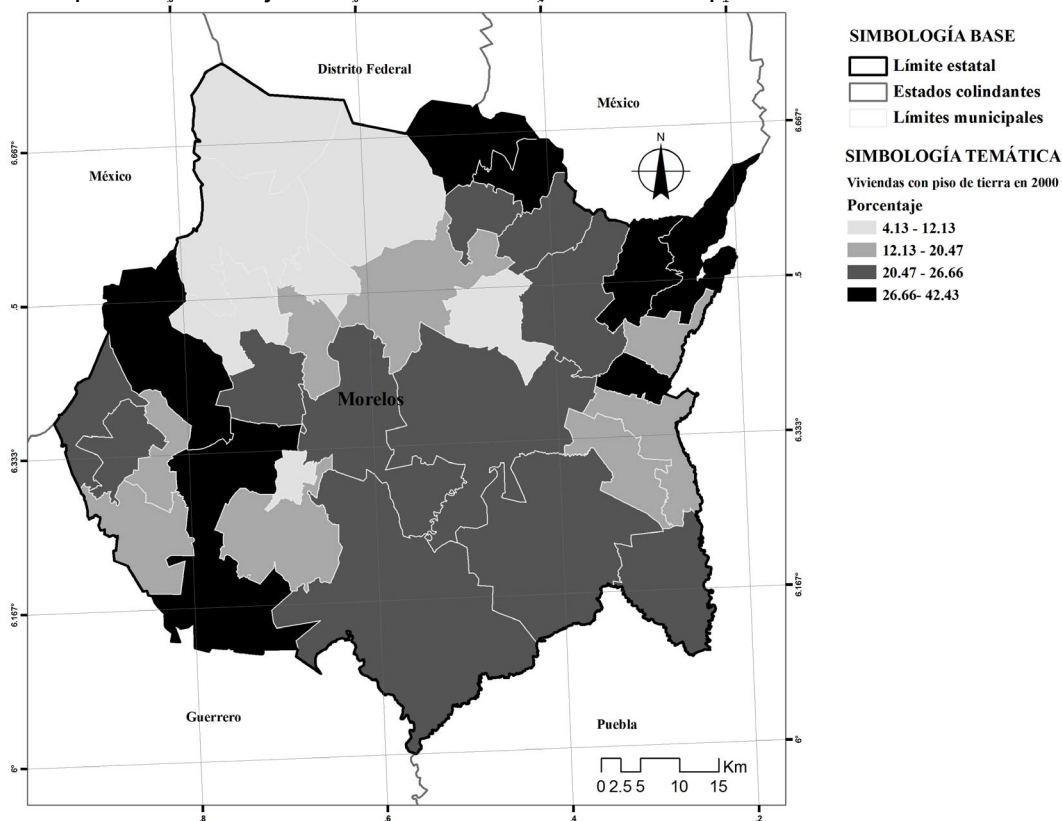 Distrito Federal
México
México
N
Morelos
Guerrero
Puebla
Km
0 2.5 5 10 15
6.667°
.5
6.333°
6.167°
6°
6.667°
.5
6.333°
6.167°
6°
.8
.6
.4
.2
SIMBOLOGÍA BASE
Límite estatal
Estados colindantes
Límites municipales
SIMBOLOGÍA TEMÁTICA
Viviendas con piso de tierra en 2000
Porcentaje
4.13 - 12.13
12.13 - 20.47
20.47 - 26.66
26.66- 42.43